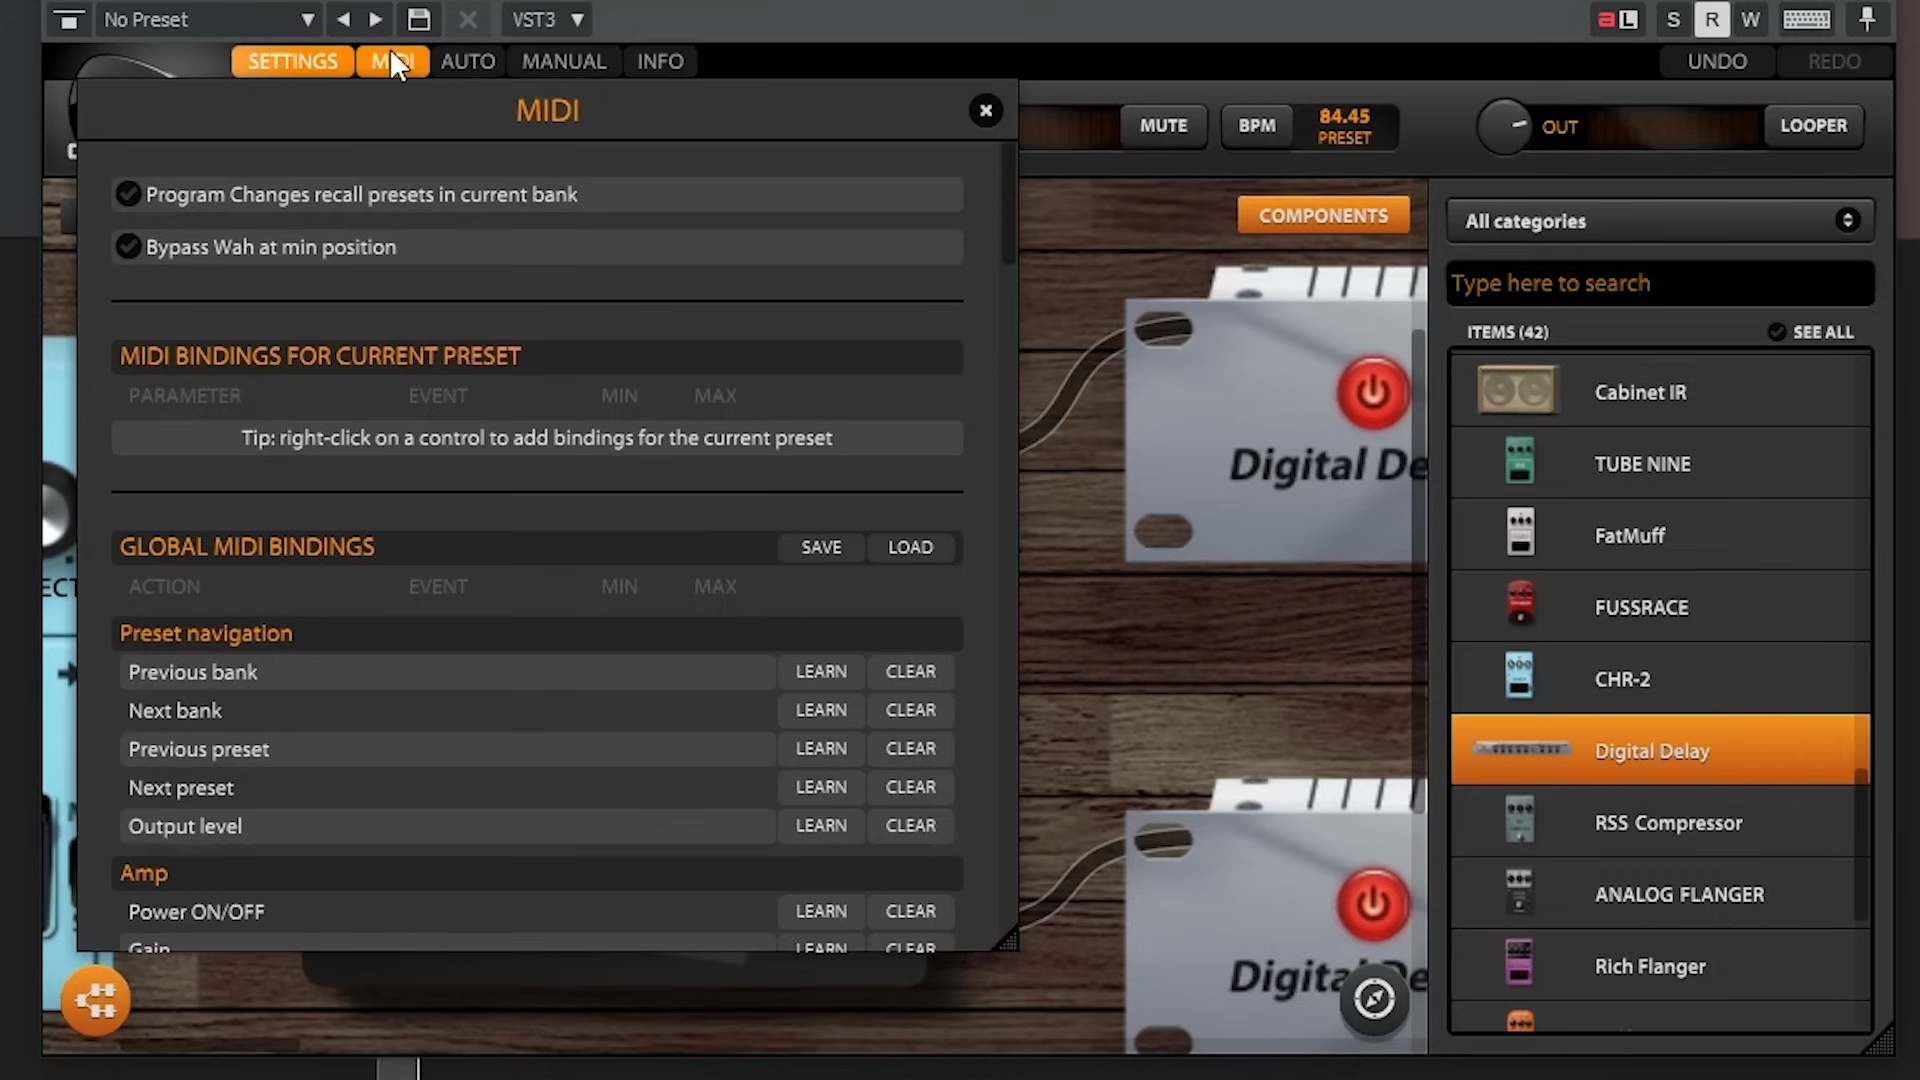 No Preset
VST3
a L
S
R
W
SETTINGS
AUTO
MANUAL
INFO
UNDO
REDO
MIDI
MUTE
BPM
84.45
PRESET
OUT
LOOPER
Program Changes recall presets in current bank
Bypass Wah at min position
MIDI BINDINGS FOR CURRENT PRESET
PARAMETER EVENT MIN MAX
Tip: right-click on a control to add bindings for the current preset
GLOBAL MIDI BINDINGS SAVE LOAD
ACTION EVENT MIN MAX
Preset navigation
Previous bank LEARN CLEAR
Next bank LEARN CLEAR
Previous preset LEARN CLEAR
Next preset LEARN CLEAR
Output level LEARN CLEAR
Amp
Power ON/OFF LEARN CLEAR
Gain LEARN CLEAR
COMPONENTS
Digital De
Digital De
All categories
Type here to search
ITEMS (42) SEE ALL
Cabinet IR
TUBE NINE
FatMuff
FUSSRACE
CHR-2
Digital Delay
RSS Compressor
ANALOG FLANGER
Rich Flanger